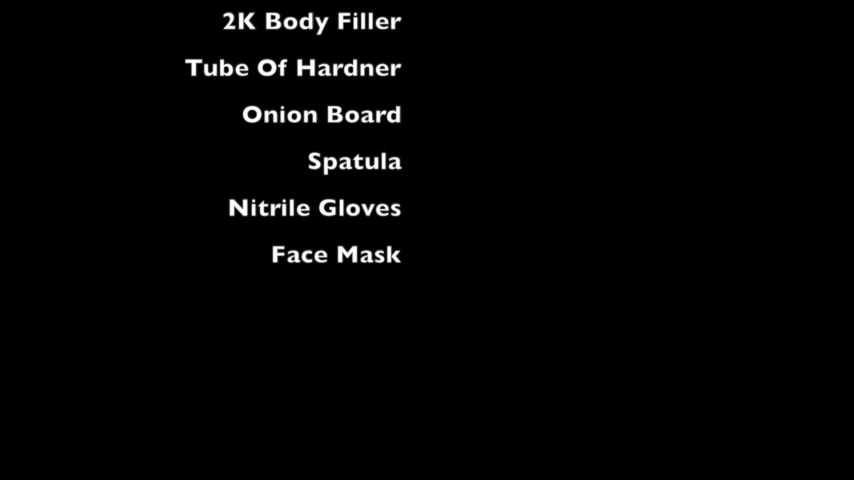 2K Body Filler
Tube Of Hardner
Onion Board
Spatula
Nitrile Gloves
Face Mask